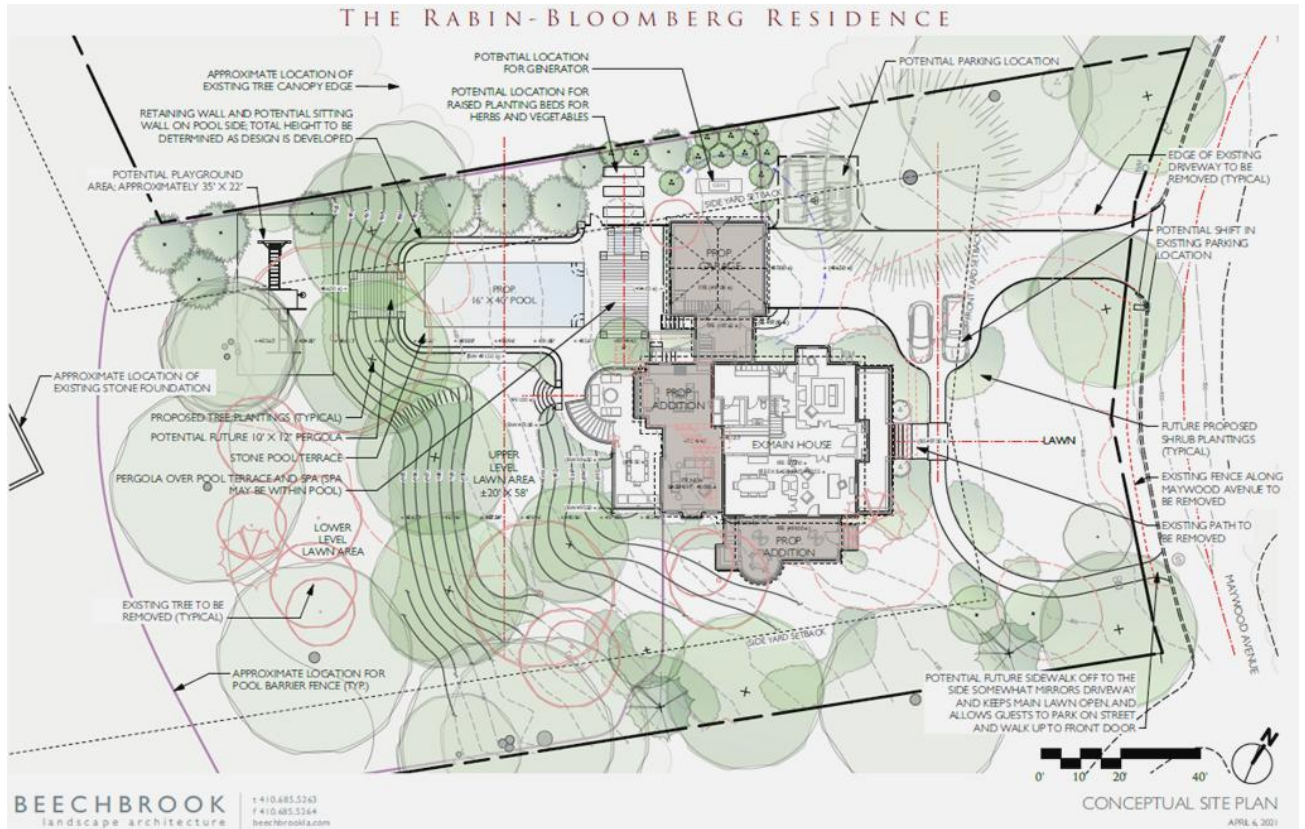 THE RABIN-BLOOMBERG RESIDENCE
APPROXIMATE LOCATION OF
EXISTING TREE CANOPY EDGE
POTENTIAL LOCATION
FOR GENERATOR
POTENTIAL PARKING LOCATION
RETAINING WALL AND POTENTIAL SITTING
WALL ON POOL SIDE; TOTAL HEIGHT TO BE
DETERMINED AS DESIGN IS DEVELOPED
POTENTIAL LOCATION FOR
RAISED PLANTING BEDS FOR
HERBS AND VEGETABLES
POTENTIAL PLAYGROUND
AREA; APPROXIMATELY 35' X 22'
EDGE OF EXISTING
DRIVEWAY TO BE
REMOVED (TYPICAL)
SIDE YARD SETBACK
POTENTIAL SHIFT IN
EXISTING PARKING
LOCATION
FRONT YARD SETBACK
PROP.
GARAGE
PROP.
16' X 40' POOL
APPROXIMATE LOCATION OF
EXISTING STONE FOUNDATION
PROPOSED TREE PLANTINGS (TYPICAL)
POTENTIAL FUTURE 10' X 12' PERGOLA
STONE POOL TERRACE
PERGOLA OVER POOL TERRACE AND SPA (SPA
MAY BE WITHIN POOL)
UPPER
LEVEL
LAWN AREA
±20' X 58'
PROP.
ADDITION
EX.MAIN HOUSE
LAWN
FUTURE PROPOSED
SHRUB PLANTINGS
(TYPICAL)
EXISTING FENCE ALONG
MAYWOOD AVENUE TO
BE REMOVED
EXISTING PATH TO
BE REMOVED
LOWER
LEVEL
LAWN AREA
PROP.
ADDITION
MAYWOOD AVENUE
EXISTING TREE TO BE
REMOVED (TYPICAL)
SIDE YARD SETBACK
APPROXIMATE LOCATION FOR
POOL BARRIER FENCE (TYP.)
POTENTIAL FUTURE SIDEWALK OFF TO THE
SIDE SOMEWHAT MIRRORS DRIVEWAY
AND KEEPS MAIN LAWN OPEN, AND
ALLOWS GUESTS TO PARK ON STREET
AND WALK UP TO FRONT DOOR
N
0' 10' 20' 40'
BEECHBROOK
landscape architecture
t 410.685.5263
f 410.685.5264
beechbrookla.com
CONCEPTUAL SITE PLAN
APRIL 6, 2021